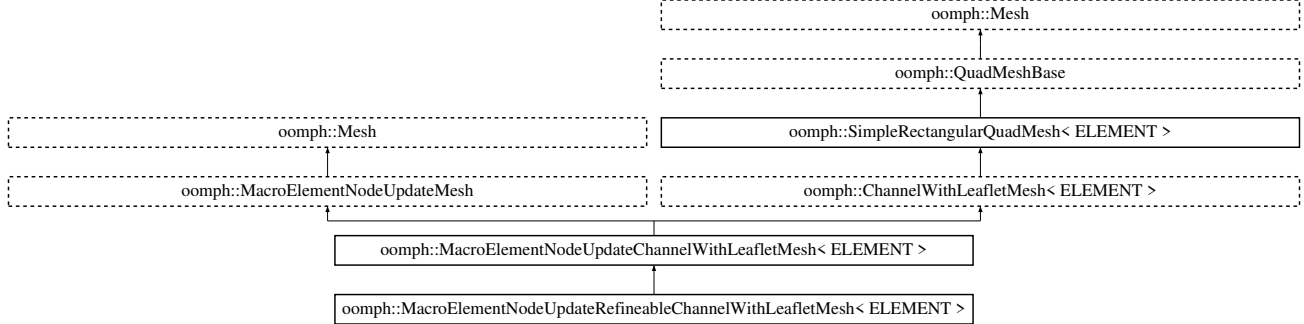 oomph::Mesh
oomph::QuadMeshBase
oomph::Mesh
oomph::SimpleRectangularQuadMesh< ELEMENT >
oomph::MacroElementNodeUpdateMesh
oomph::ChannelWithLeafletMesh< ELEMENT >
oomph::MacroElementNodeUpdateChannelWithLeafletMesh< ELEMENT >
oomph::MacroElementNodeUpdateRefineableChannelWithLeafletMesh< ELEMENT >